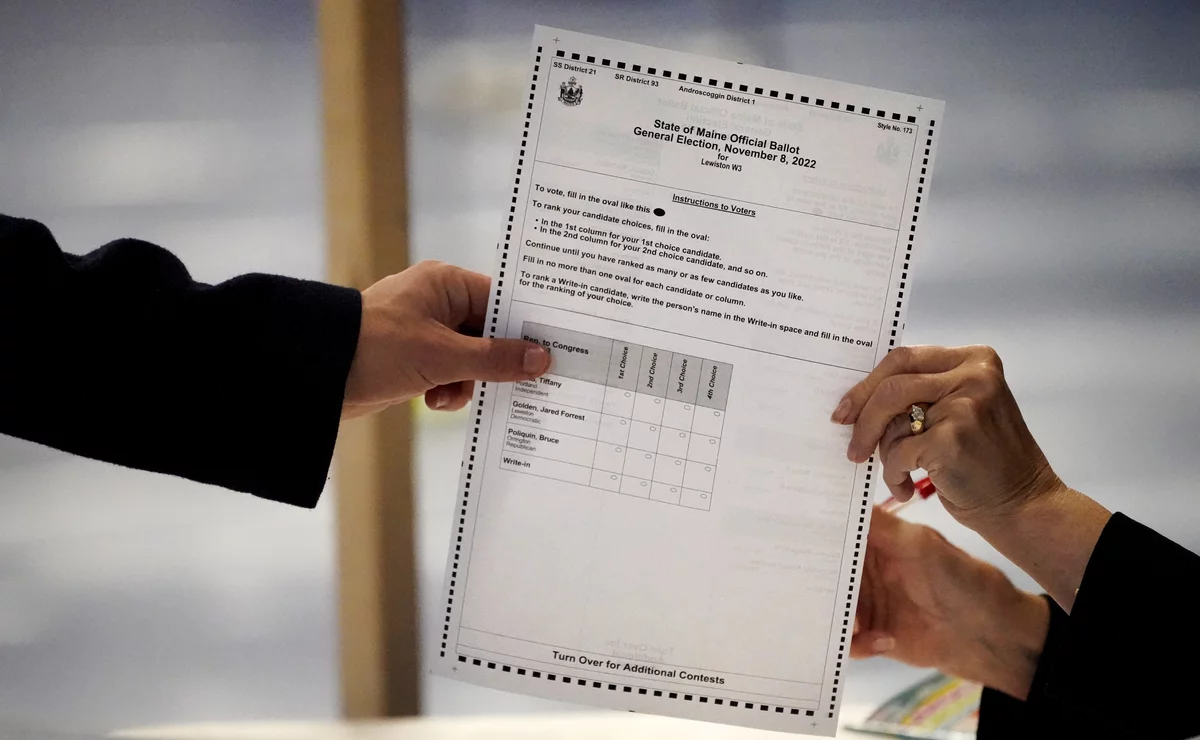 SS District 21 SR District 93 Androscoggin District 1 Style No. 173
State of Maine Official Ballot
General Election, November 8, 2022
for
Lewiston W3
Instructions to Voters
To vote, fill in the oval like this
To rank your candidate choices, fill in the oval:
• In the 1st column for your 1st choice candidate.
• In the 2nd column for your 2nd choice candidate, and so on.
Continue until you have ranked as many or as few candidates as you like.
Fill in no more than one oval for each candidate or column.
To rank a Write-in candidate, write the person's name in the Write-in space and fill in the oval
for the ranking of your choice.
Rep. to Congress 1st Choice 2nd Choice 3rd Choice 4th Choice
Tiffany
Portland
Independent
Golden, Jared Forrest
Lewiston
Democratic
Poliquin, Bruce
Orrington
Republican
Write-in
Turn Over for Additional Contests